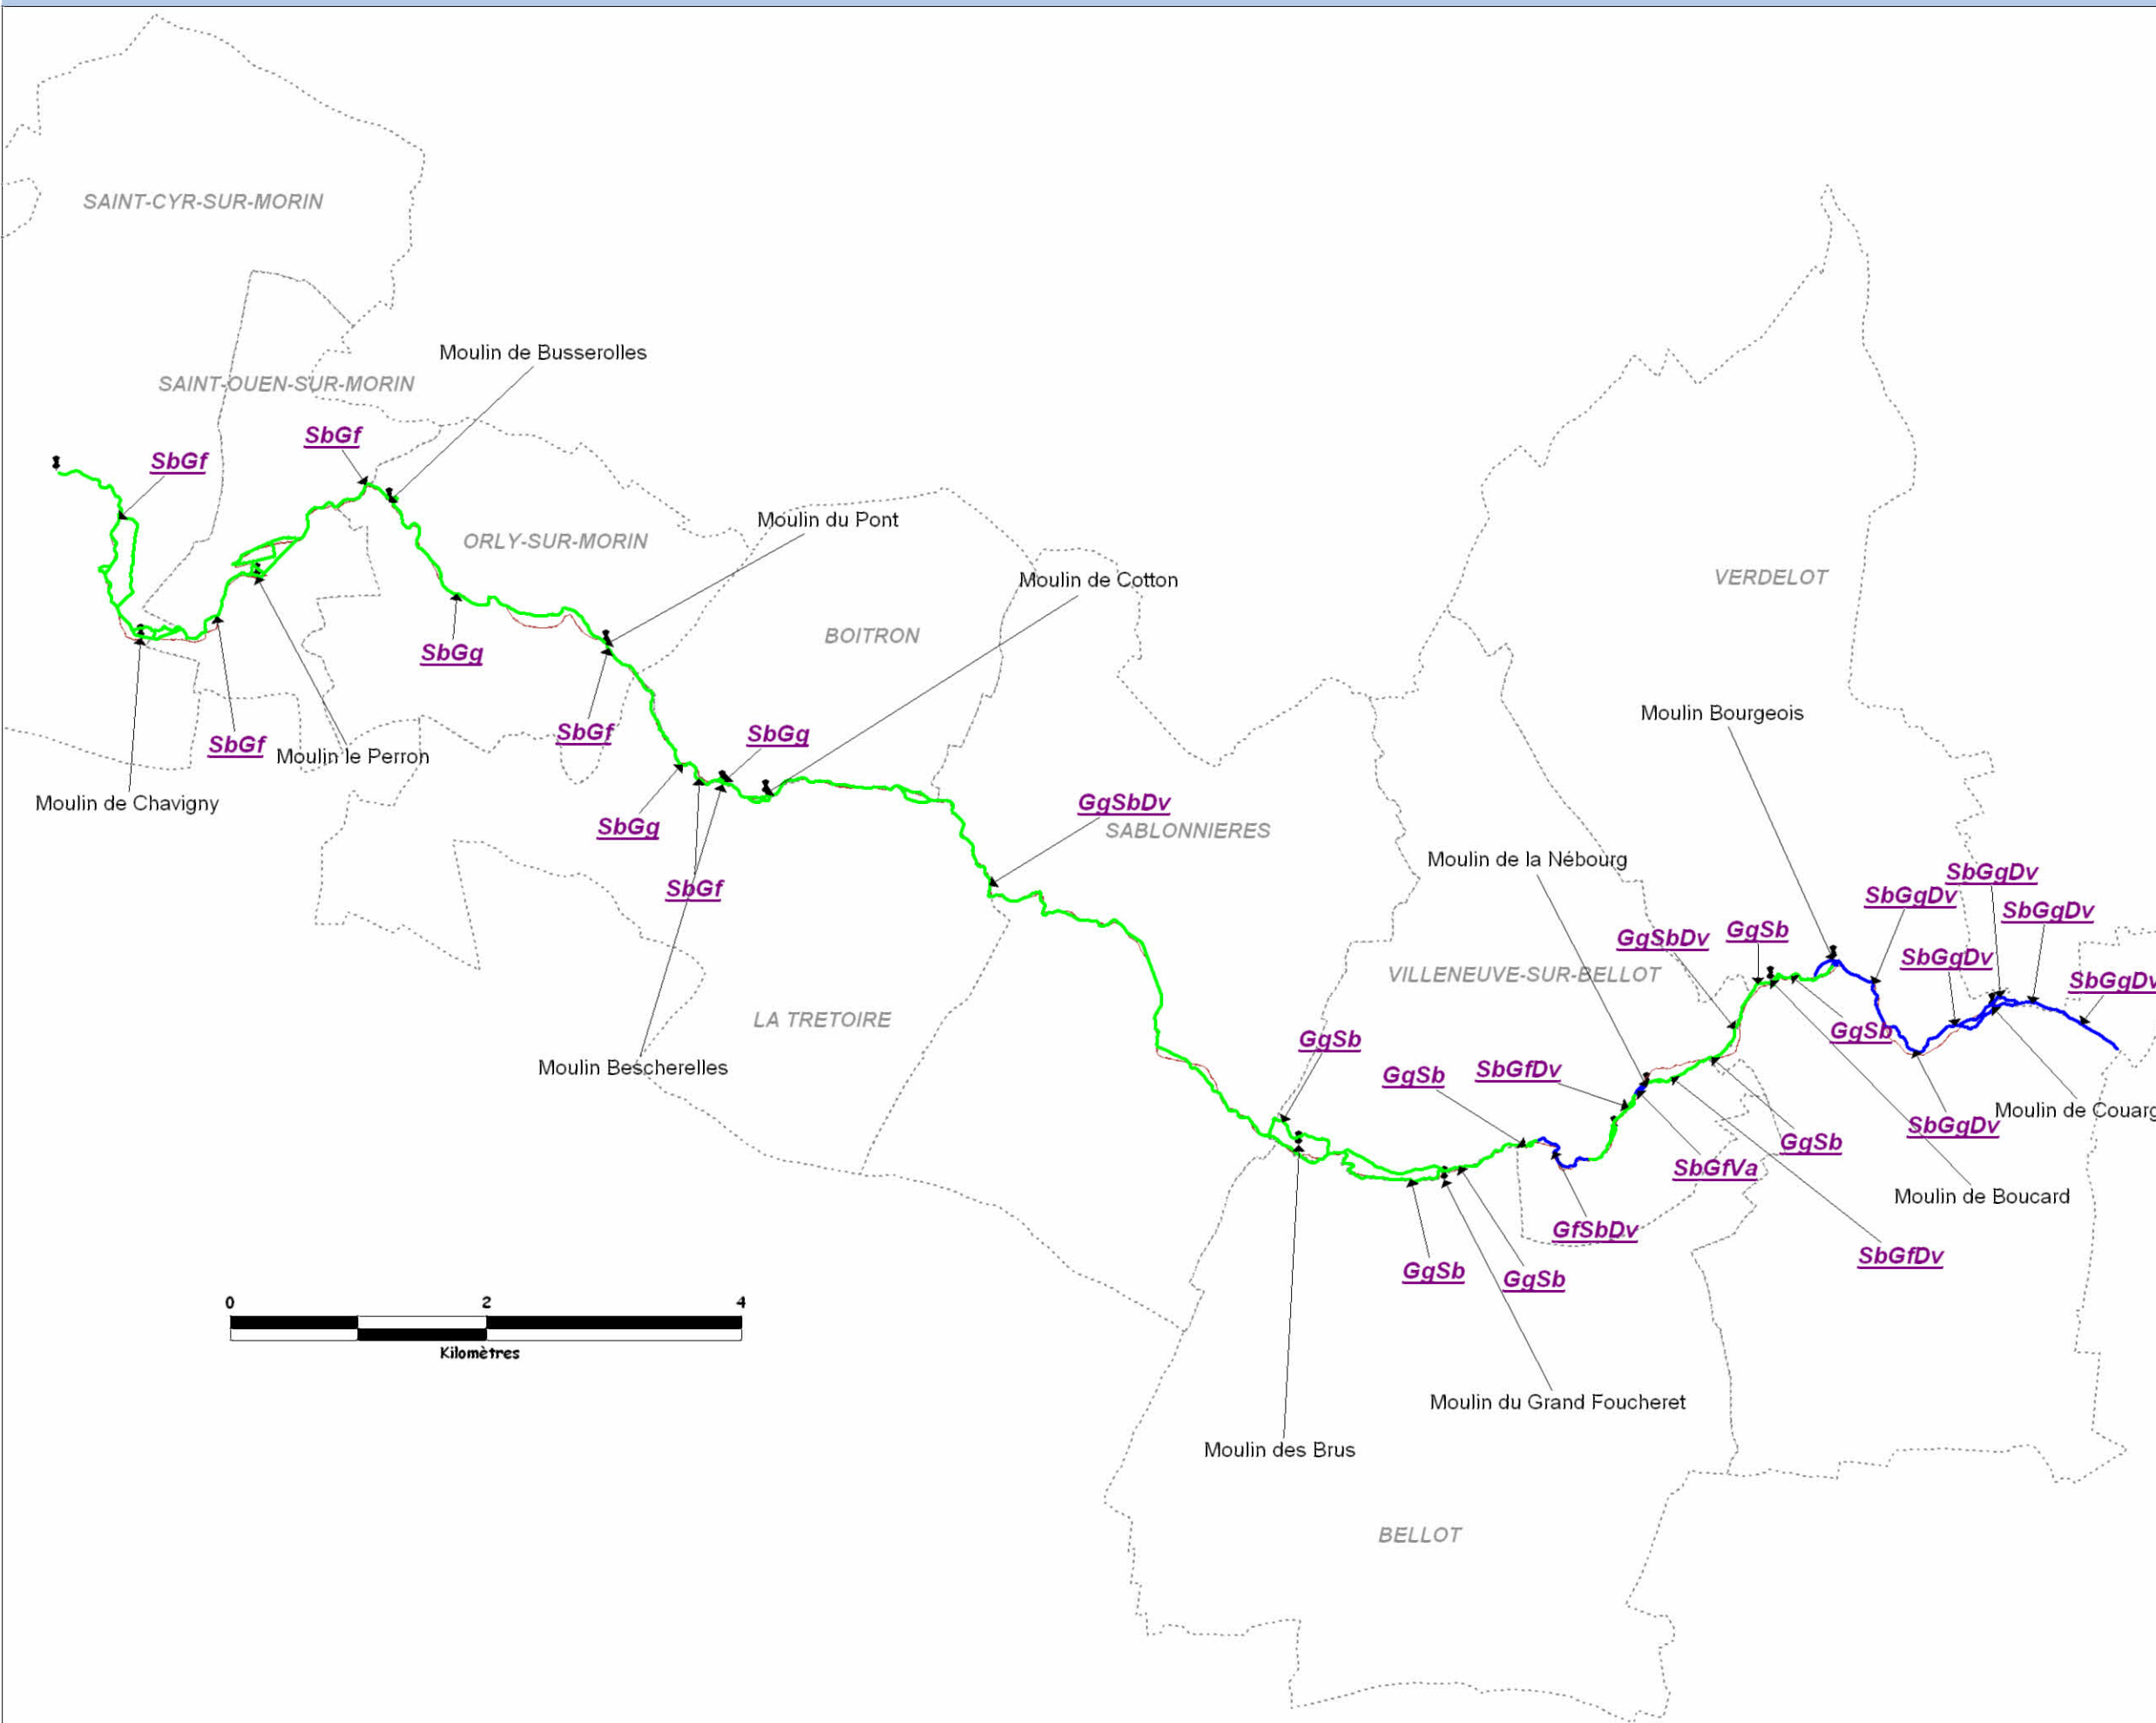 SAINT-CYR-SUR-MORIN
Moulin de Busserolles
SAINT-OUEN-SUR-MORIN
SbGf
SbGf
Moulin du Pont
ORLY-SUR-MORIN
Moulin de Cotton
VERDELOT
BOITRON
SbGg
Moulin Bourgeois
SbGf
SbGg
SbGf
Moulin le Perron
Moulin de Chavigny
GgSbDv
SbGg
SABLONNIERES
Moulin de la Nébourg
SbGgDv
SbGf
SbGgDv
SbGgDv
GgSbDv
GgSb
SbGgDv
VILLENEUVE-SUR-BELLOT
SbGgDv
LA TRETOIRE
GgSb
GgSb
Moulin Bescherelles
SbGfDv
GgSb
Moulin de Couarg
SbGgDv
GgSb
SbGfVa
Moulin de Boucard
GfSbDv
SbGfDv
GgSb
GgSb
0 2 4
Kilomètres
Moulin du Grand Foucheret
Moulin des Brus
BELLOT